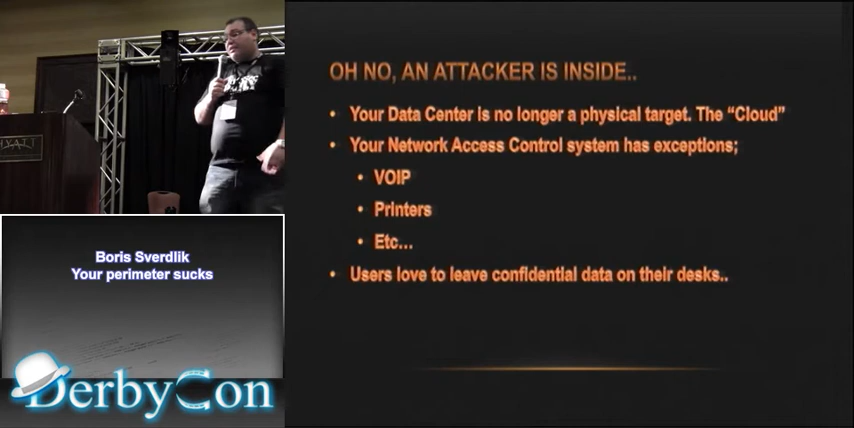 OH NO, AN ATTACKER IS INSIDE..
• Your Data Center is no longer a physical target. The “Cloud”
• Your Network Access Control system has exceptions;
• VOIP
• Printers
• Etc...
• Users love to leave confidential data on their desks..
HYATT
Boris Sverdlik
Your perimeter sucks
DerbyCon